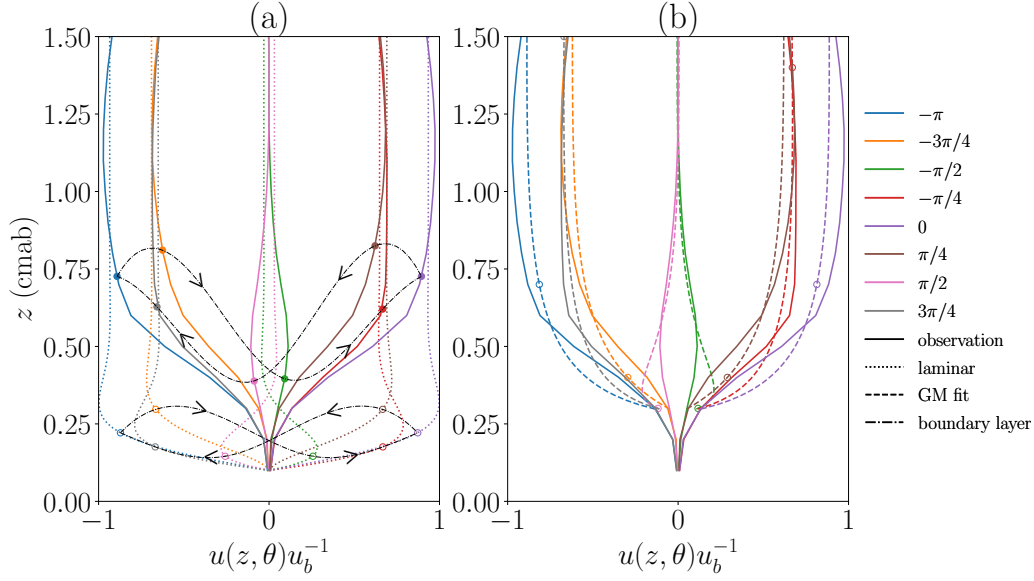 (a)
(b)
1.50
1.25
1.00
0.75
0.50
0.25
0.00
z (cmab)
−1
0
1
u(z, θ)u_b^{−1}
1.50
1.25
1.00
0.75
0.50
0.25
0.00
−1
0
1
u(z, θ)u_b^{−1}
−π
−3π/4
−π/2
−π/4
0
π/4
π/2
3π/4
observation
laminar
GM fit
boundary layer